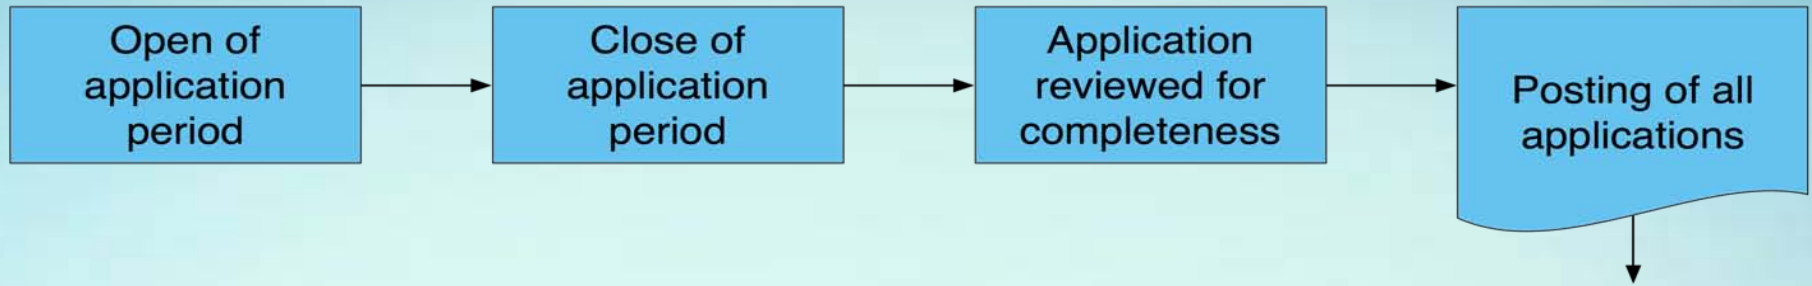 Open of
application
period
Close of
application
period
Application
reviewed for
completeness
Posting of all
applications